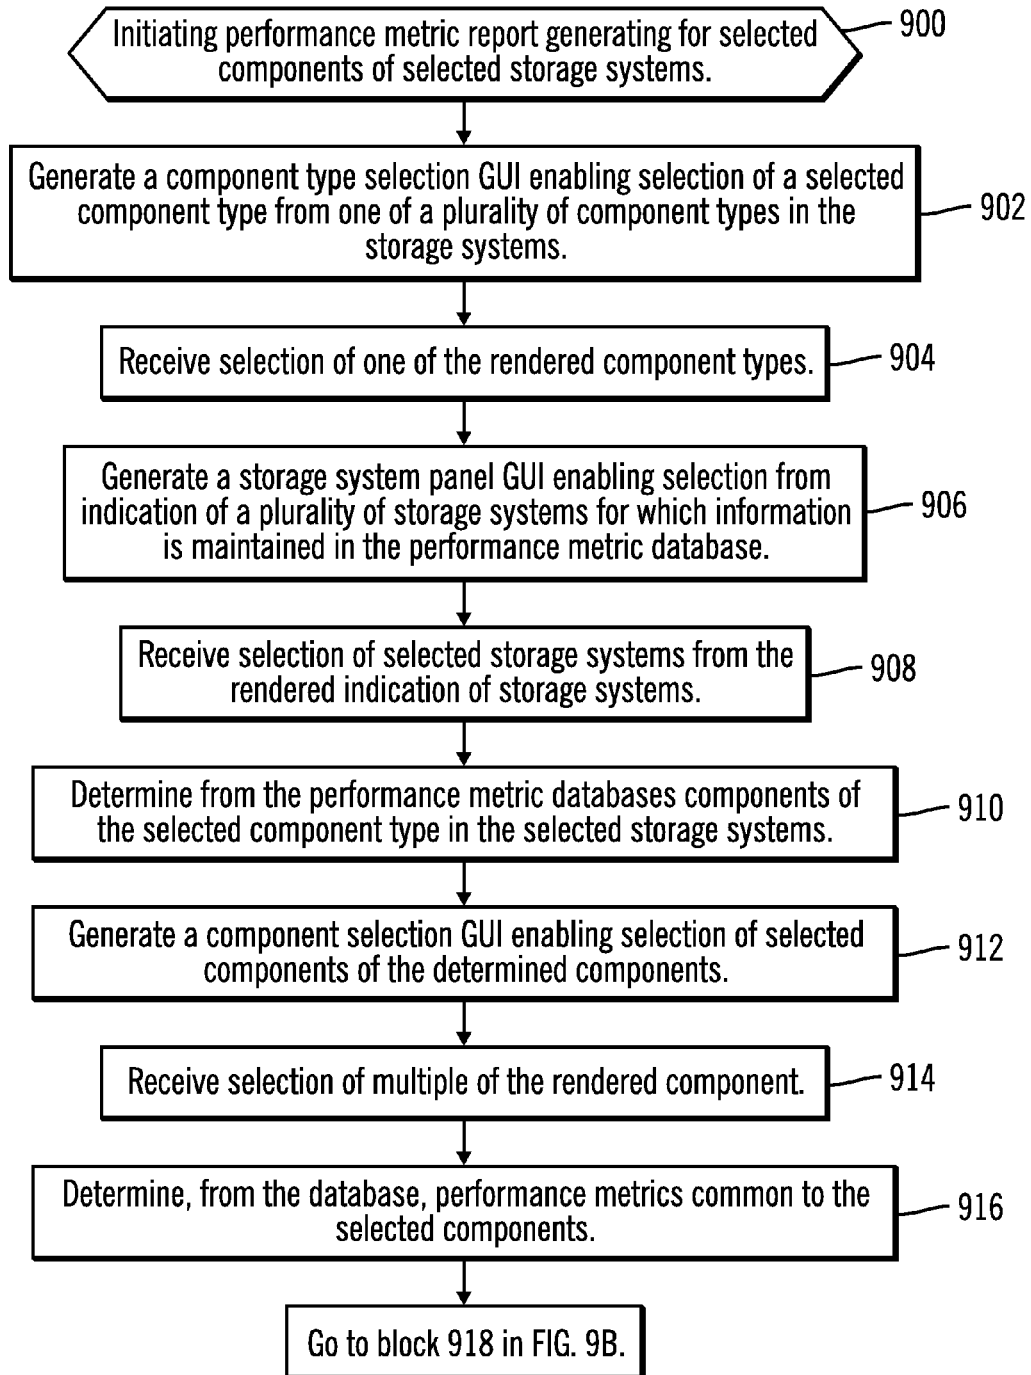 Initiating performance metric report generating for selected
components of selected storage systems.
900
Generate a component type selection GUI enabling selection of a selected
component type from one of a plurality of component types in the
storage systems.
902
Receive selection of one of the rendered component types.
904
Generate a storage system panel GUI enabling selection from
indication of a plurality of storage systems for which information
is maintained in the performance metric database.
906
Receive selection of selected storage systems from the
rendered indication of storage systems.
908
Determine from the performance metric databases components of
the selected component type in the selected storage systems.
910
Generate a component selection GUI enabling selection of selected
components of the determined components.
912
Receive selection of multiple of the rendered component.
914
Determine, from the database, performance metrics common to the
selected components.
916
Go to block 918 in FIG. 9B.